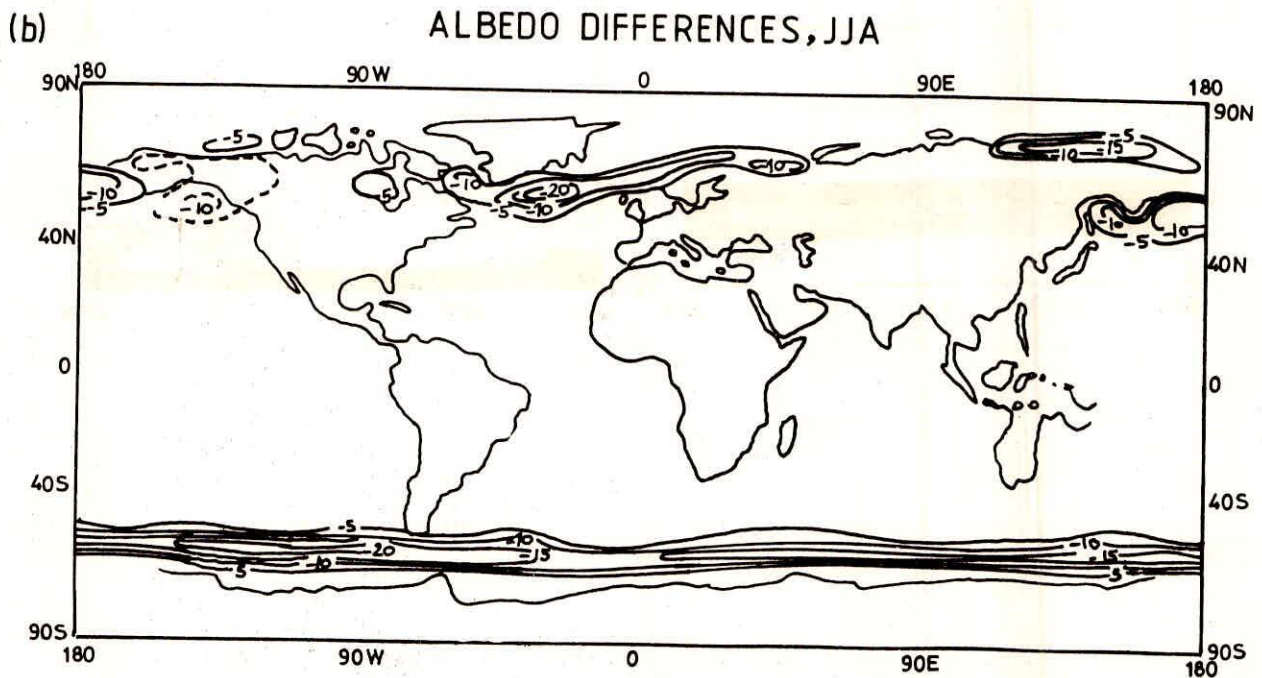 (b) ALBEDO DIFFERENCES, JJA
180 90W 0 90E 180
90N 90N
-5 -5
-10 -15
-10
-10 -10 5 -20
-5 -10 -5 -10 -10 -10
-5
40N 40N
0 0
40S 40S
-5 -10 -10
-20 -15 -15
-10
5 5
90S 90S
180 90W 0 90E 180